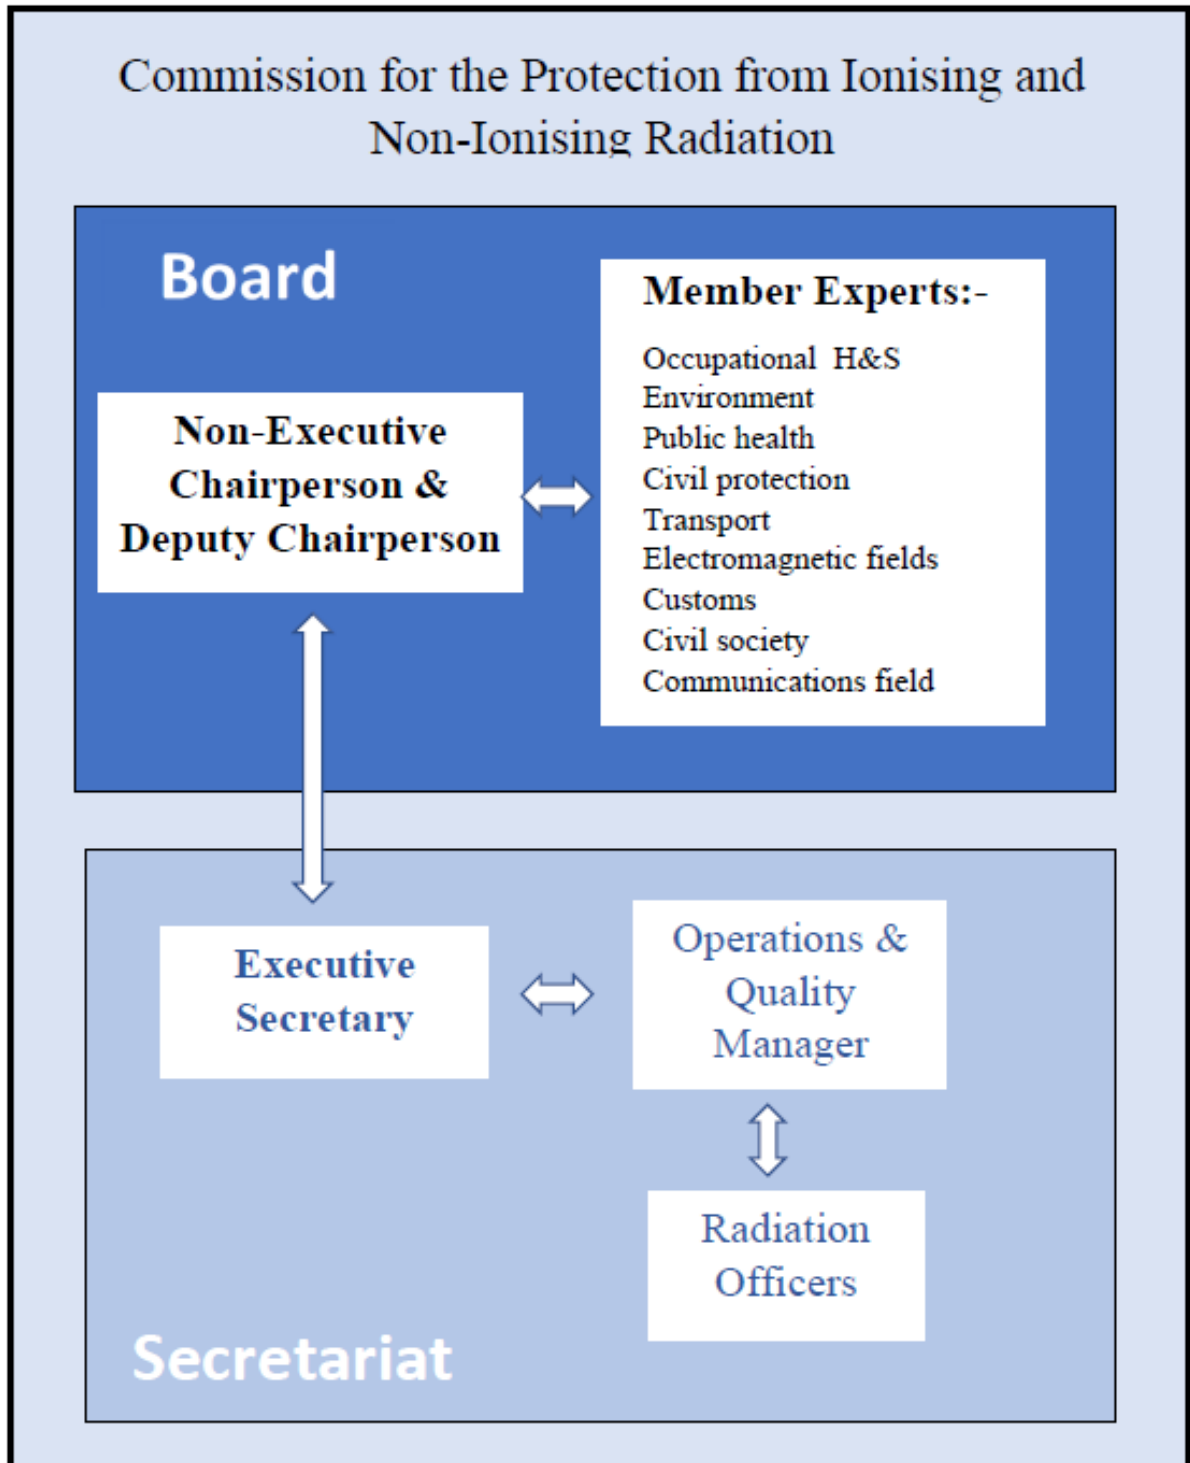 Commission for the Protection from Ionising and
Non-Ionising Radiation
Board
Non-Executive
Chairperson &
Deputy Chairperson
Member Experts:-
Occupational H&S
Environment
Public health
Civil protection
Transport
Electromagnetic fields
Customs
Civil society
Communications field
Executive
Secretary
Operations &
Quality
Manager
Radiation
Officers
Secretariat